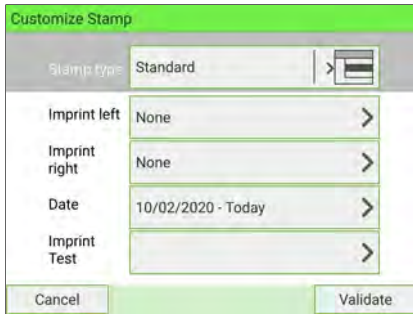 Customize Stamp
Stamp type
Standard
Imprint left
None
Imprint
right
None
Date
10/02/2020 - Today
Imprint
Test
Cancel
Validate